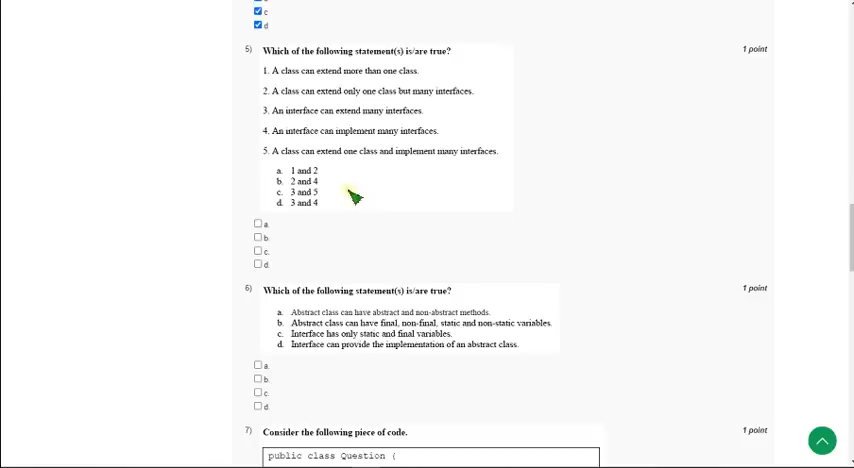 c
d
5) Which of the following statement(s) is/are true? 1 point
1. A class can extend more than one class.
2. A class can extend only one class but many interfaces.
3. An interface can extend many interfaces.
4. An interface can implement many interfaces.
5. A class can extend one class and implement many interfaces.
a. 1 and 2
b. 2 and 4
c. 3 and 5
d. 3 and 4
a.
b.
c.
d.
6) Which of the following statement(s) is/are true? 1 point
a. Abstract class can have abstract and non-abstract methods.
b. Abstract class can have final, non-final, static and non-static variables.
c. Interface has only static and final variables.
d. Interface can provide the implementation of an abstract class.
a.
b.
c.
d.
7) Consider the following piece of code. 1 point
public class Question {